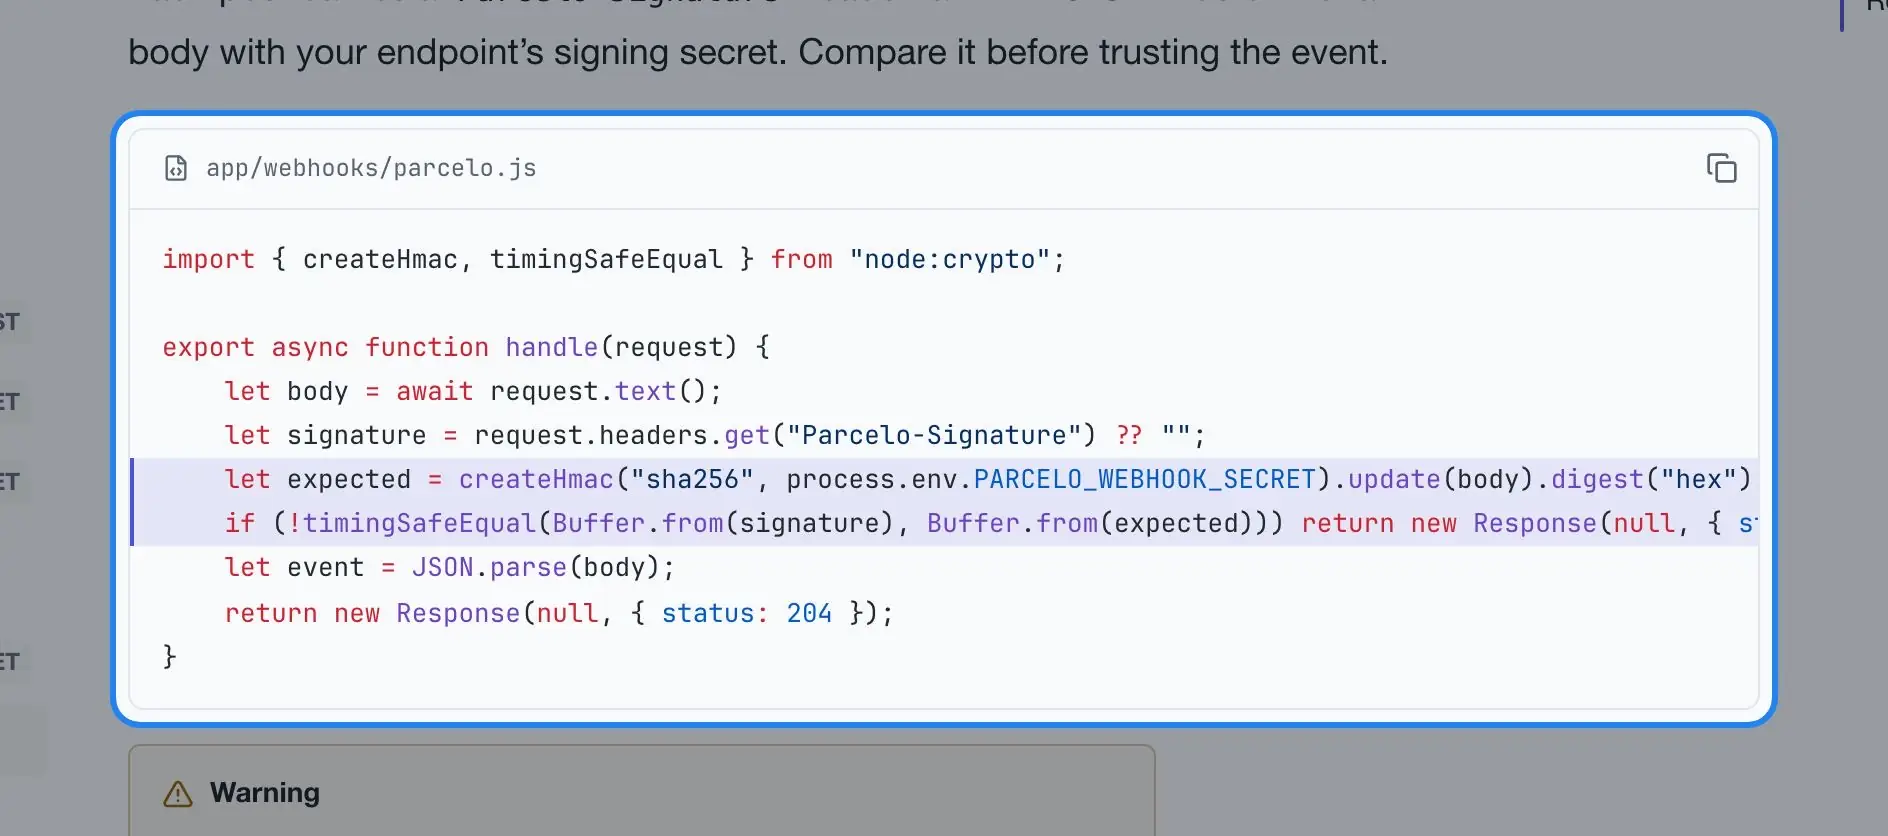 body with your endpoint’s signing secret. Compare it before trusting the event.
app/webhooks/parcelo.js
import { createHmac, timingSafeEqual } from "node:crypto";
export async function handle(request) {
    let body = await request.text();
    let signature = request.headers.get("Parcelo-Signature") ?? "";
    let expected = createHmac("sha256", process.env.PARCELO_WEBHOOK_SECRET).update(body).digest("hex")
    if (!timingSafeEqual(Buffer.from(signature), Buffer.from(expected))) return new Response(null, {
    let event = JSON.parse(body);
    return new Response(null, { status: 204 });
}
Warning